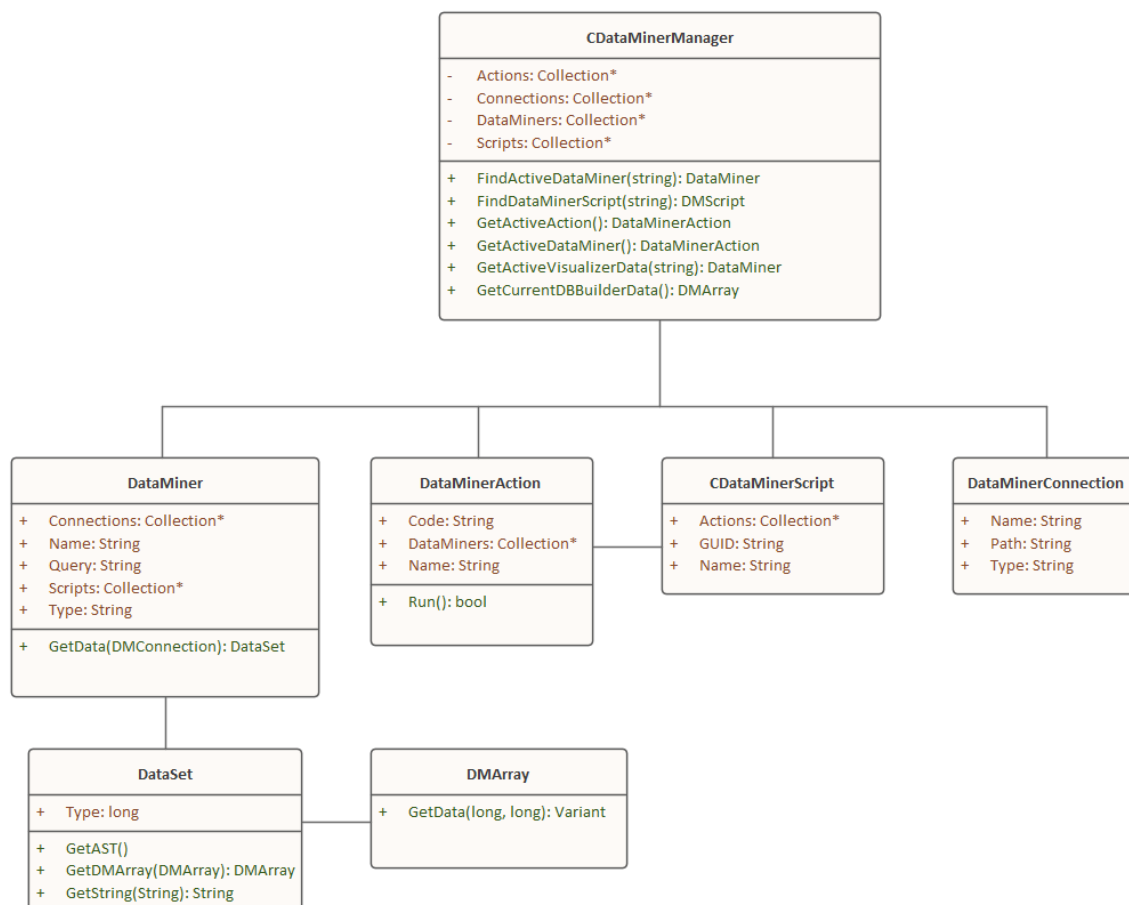 CDataMinerManager
- Actions: Collection*
- Connections: Collection*
- DataMiners: Collection*
- Scripts: Collection*
+ FindActiveDataMiner(string): DataMiner
+ FindDataMinerScript(string): DMScript
+ GetActiveAction(): DataMinerAction
+ GetActiveDataMiner(): DataMinerAction
+ GetActiveVisualizerData(string): DataMiner
+ GetCurrentDBBuilderData(): DMArray
DataMiner
+ Connections: Collection*
+ Name: String
+ Query: String
+ Scripts: Collection*
+ Type: String
+ GetData(DMConnection): DataSet
DataMinerAction
+ Code: String
+ DataMiners: Collection*
+ Name: String
+ Run(): bool
CDataMinerScript
+ Actions: Collection*
+ GUID: String
+ Name: String
DataMinerConnection
+ Name: String
+ Path: String
+ Type: String
DataSet
+ Type: long
+ GetAST()
+ GetDMArray(DMArray): DMArray
+ GetString(String): String
DMArray
+ GetData(long, long): Variant